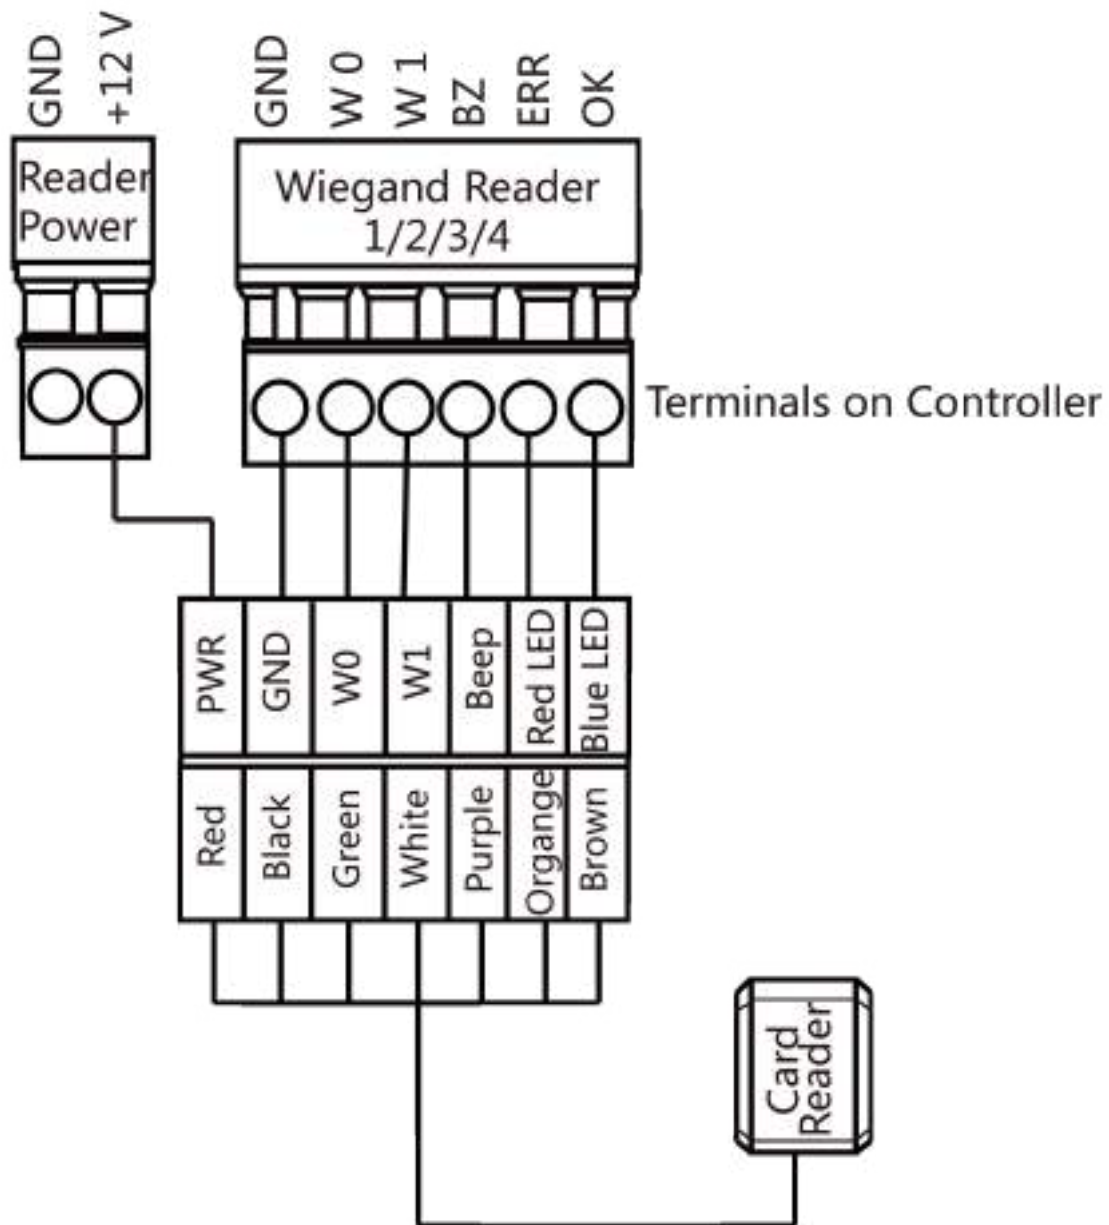 GND
+12 V
GND
W 0
W 1
BZ
ERR
OK
Reader
Power
Wiegand Reader
1/2/3/4
Terminals on Controller
PWR
GND
W0
W1
Beep
Red LED
Blue LED
Red
Black
Green
White
Purple
Organge
Brown
Card
Reader